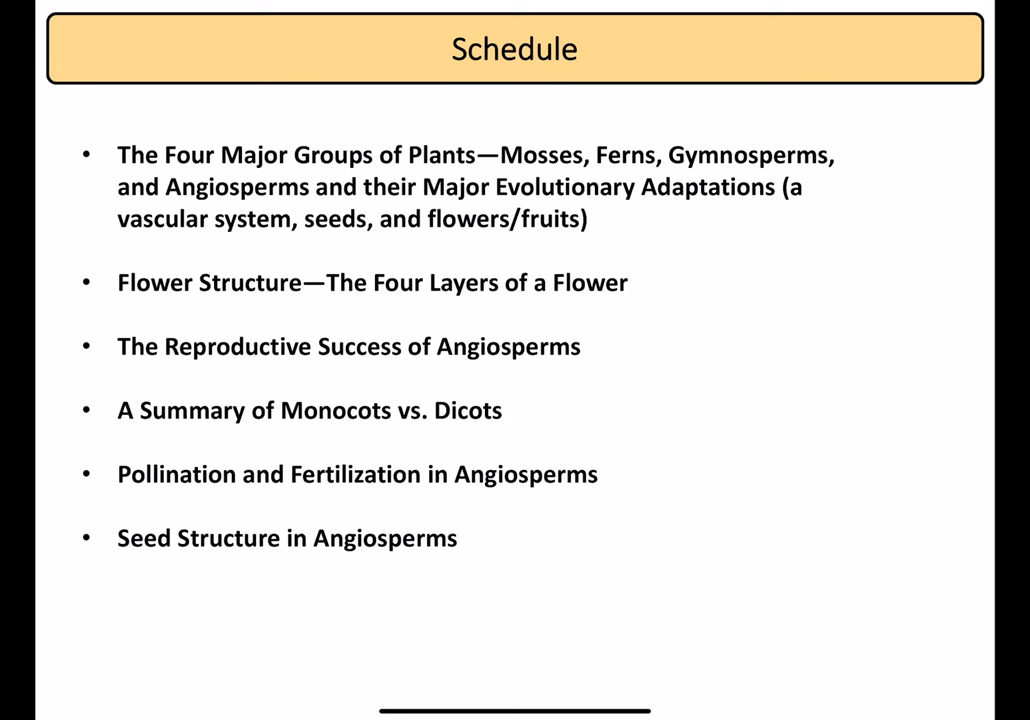 Schedule
• The Four Major Groups of Plants—Mosses, Ferns, Gymnosperms,
and Angiosperms and their Major Evolutionary Adaptations (a
vascular system, seeds, and flowers/fruits)
• Flower Structure—The Four Layers of a Flower
• The Reproductive Success of Angiosperms
• A Summary of Monocots vs. Dicots
• Pollination and Fertilization in Angiosperms
• Seed Structure in Angiosperms